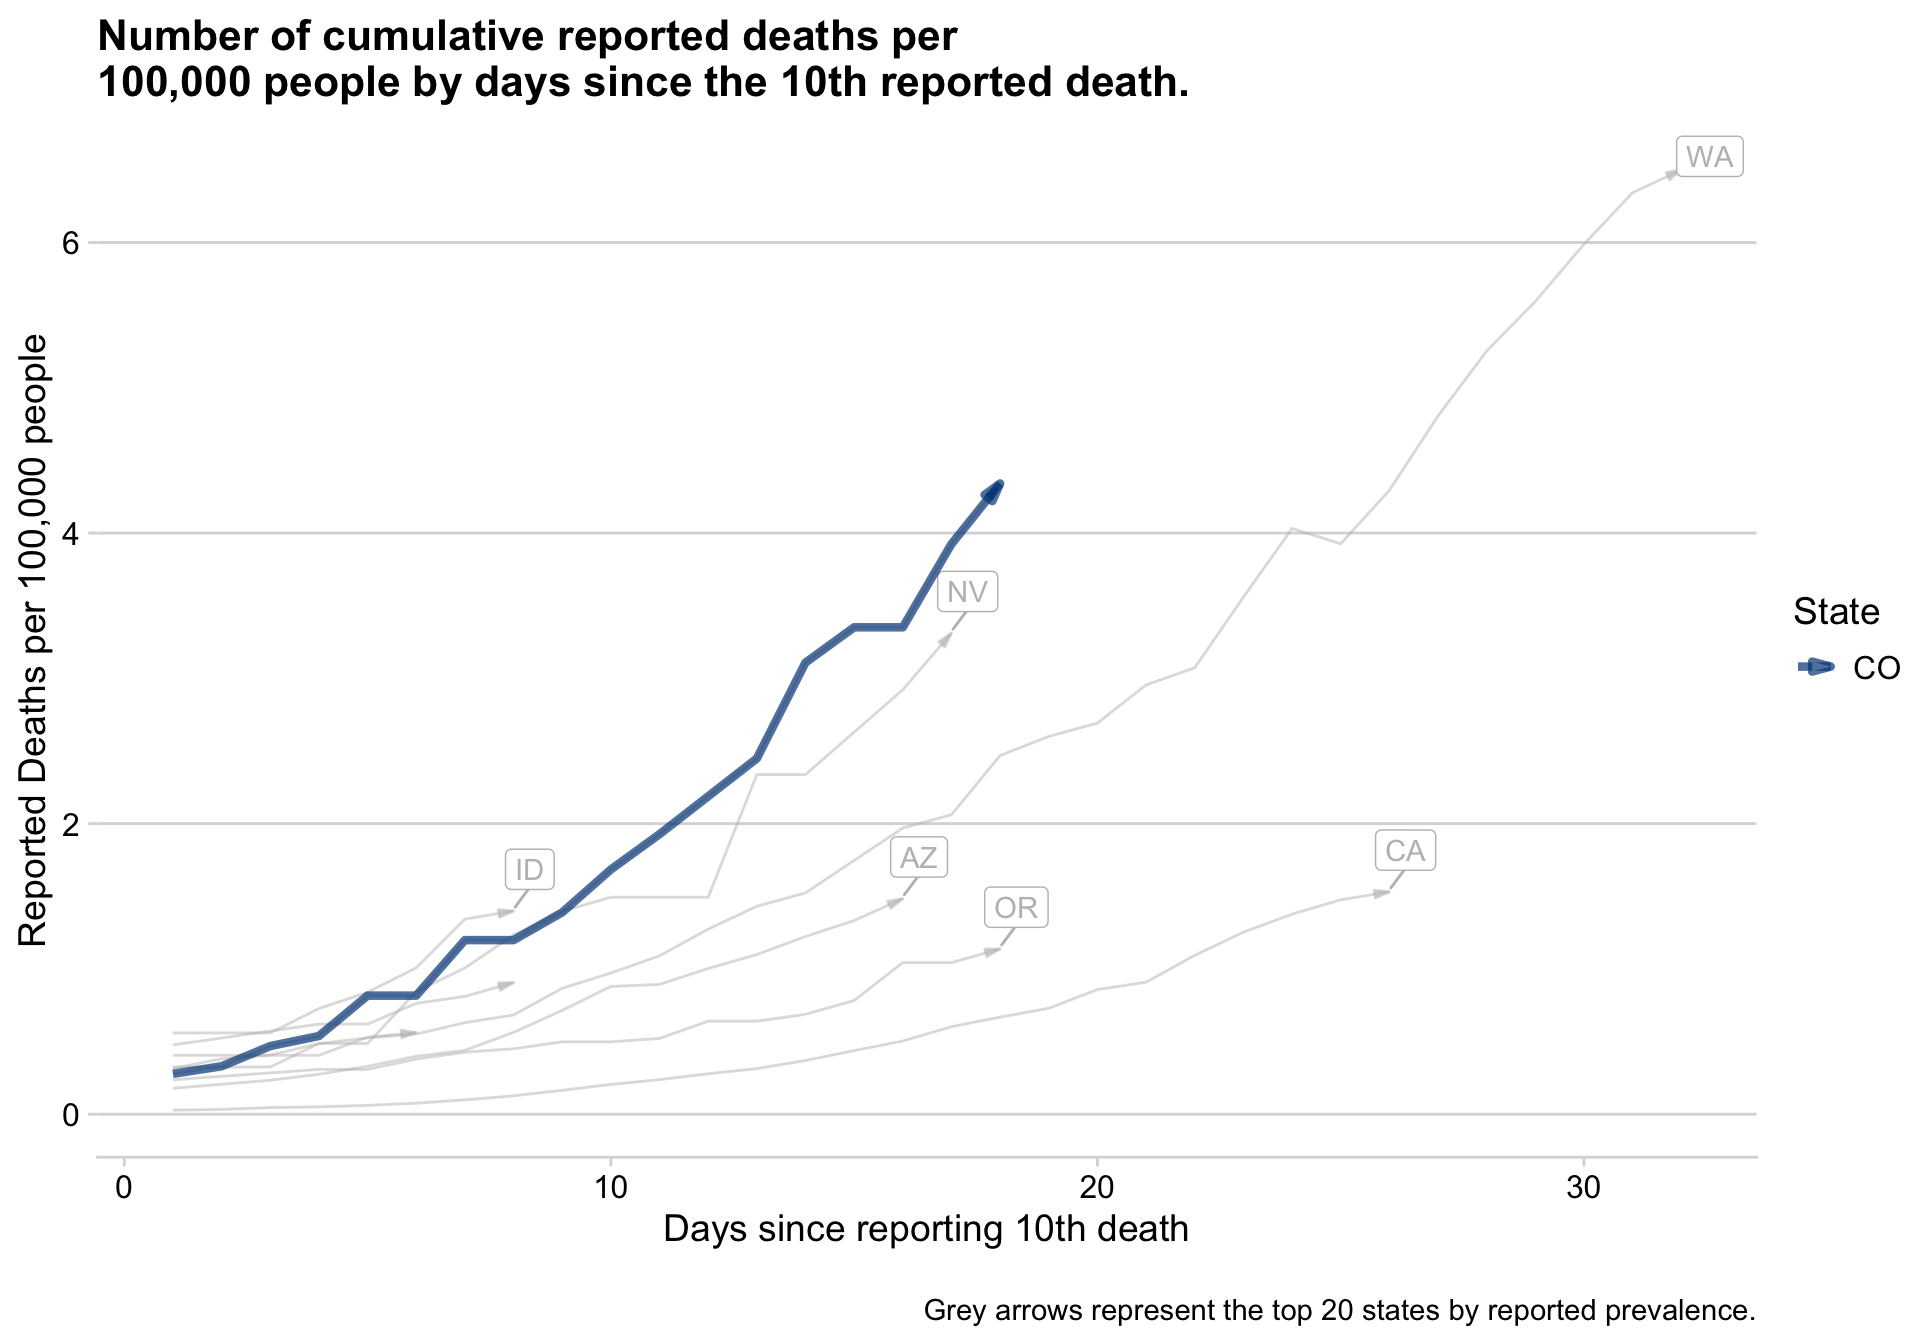 Number of cumulative reported deaths per
100,000 people by days since the 10th reported death.
WA
6
Reported Deaths per 100,000 people
4
NV
State
CO
2
ID
AZ
CA
OR
0
0
10
20
30
Days since reporting 10th death
Grey arrows represent the top 20 states by reported prevalence.